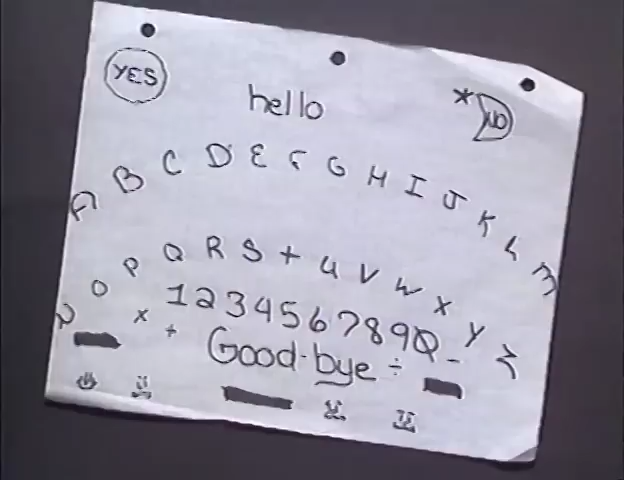 YES
hello
* NO
A B C D E F G H I J K L M
N O P Q R S t u V W X Y Z
1 2 3 4 5 6 7 8 9 0
x + Good-bye ÷ -